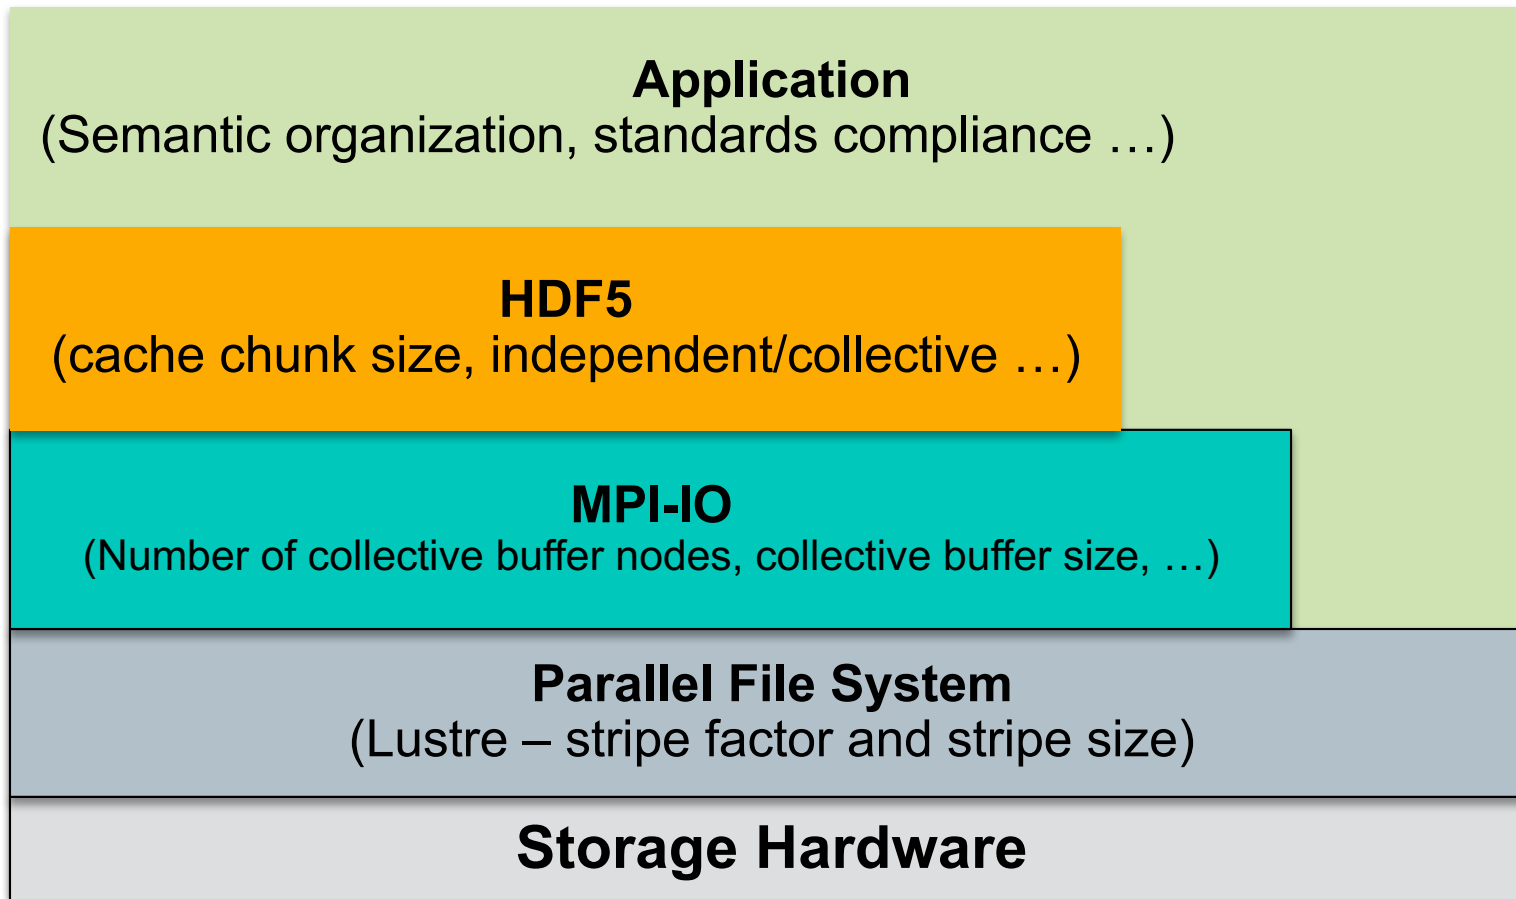 Application
(Semantic organization, standards compliance …)
HDF5
(cache chunk size, independent/collective …)
MPI-IO
(Number of collective buffer nodes, collective buffer size, …)
Parallel File System
(Lustre – stripe factor and stripe size)
Storage Hardware